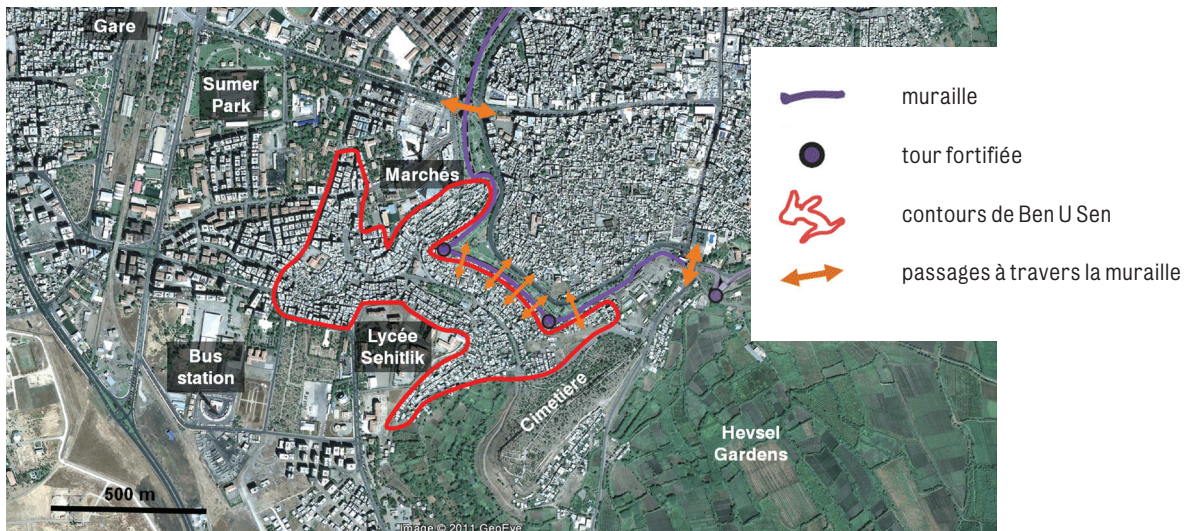 Gare
Sumer
Park
Marchés
Lycée
Sehitlik
Bus
station
Cimetière
Hevsel
Gardens
500 m
Image © 2011 GeoEye
muraille
tour fortifiée
contours de Ben U Sen
passages à travers la muraille